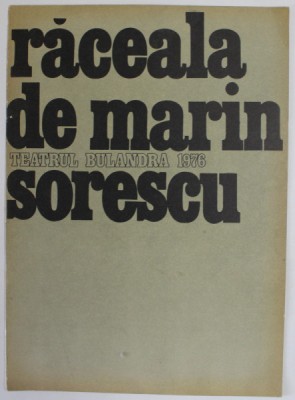 răceala
de marin
TEATRUL BULANDRA 1976
sorescu